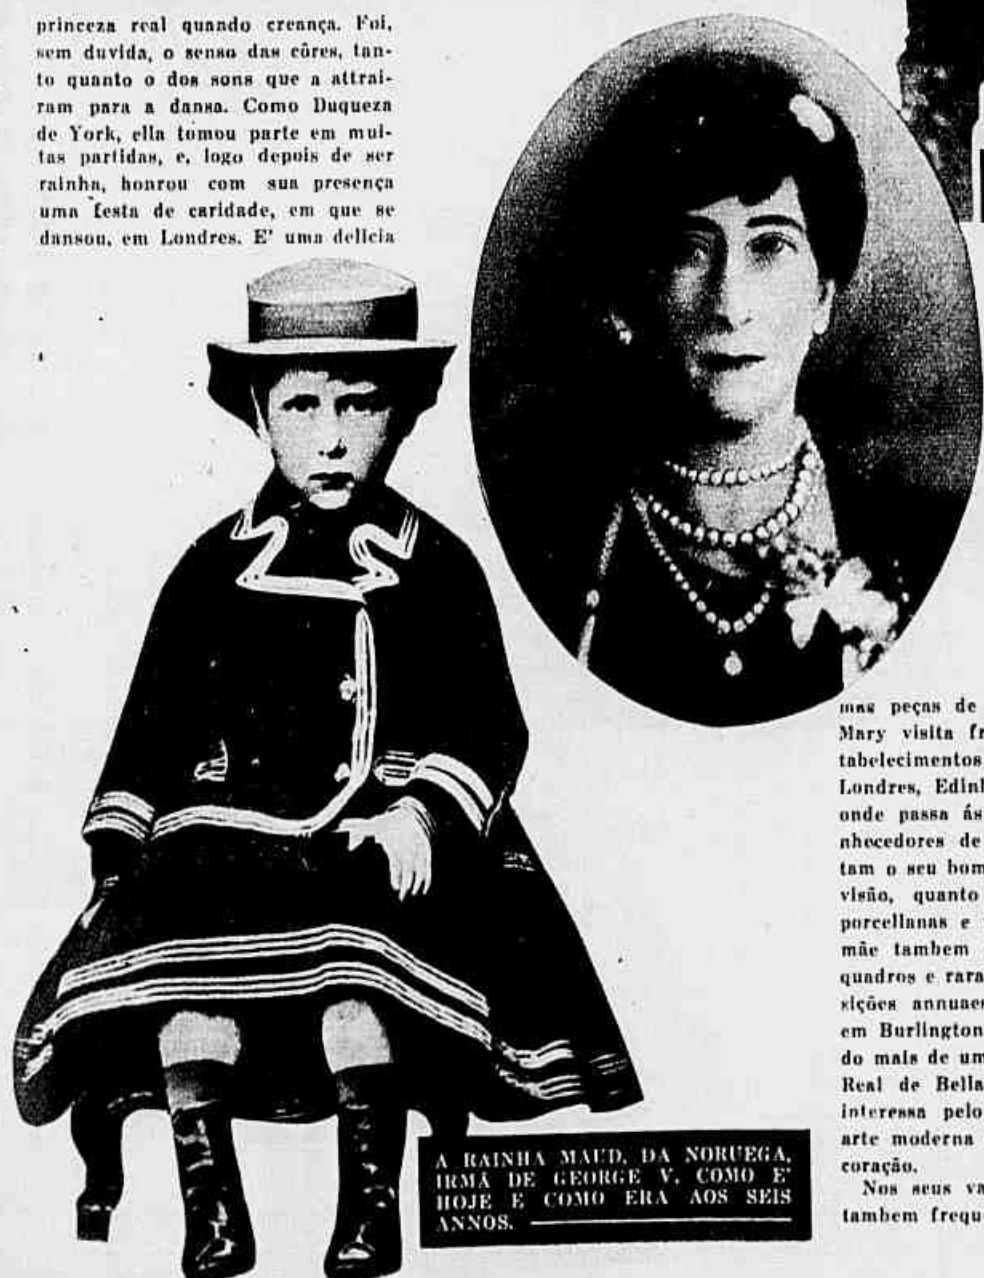 princeza real quando creança. Foi,
sem duvida, o senso das côres, tan-
to quanto o dos sons que a attrai-
ram para a dansa. Como Duqueza
de York, ella tomou parte em mui-
tas partidas, e, logo depois de ser
rainha, honrou com sua presença
uma festa de caridade, em que se
dansou, em Londres. E' uma delicia
mas peças de
Mary visita fr
tabelecimentos
Londres, Edinl
onde passa ás
nhecedores de
tam o seu bom
visão, quanto
porcellanas e
mãe tambem
quadros e rara
sições annuaes
em Burlington
do mais de um
Real de Bella
interessa pelo
arte moderna
coração.
Nos seus va
tambem frequ
A RAINHA MAUD, DA NORUEGA,
IRMÃ DE GEORGE V, COMO E'
HOJE E COMO ERA AOS SEIS
ANNOS.